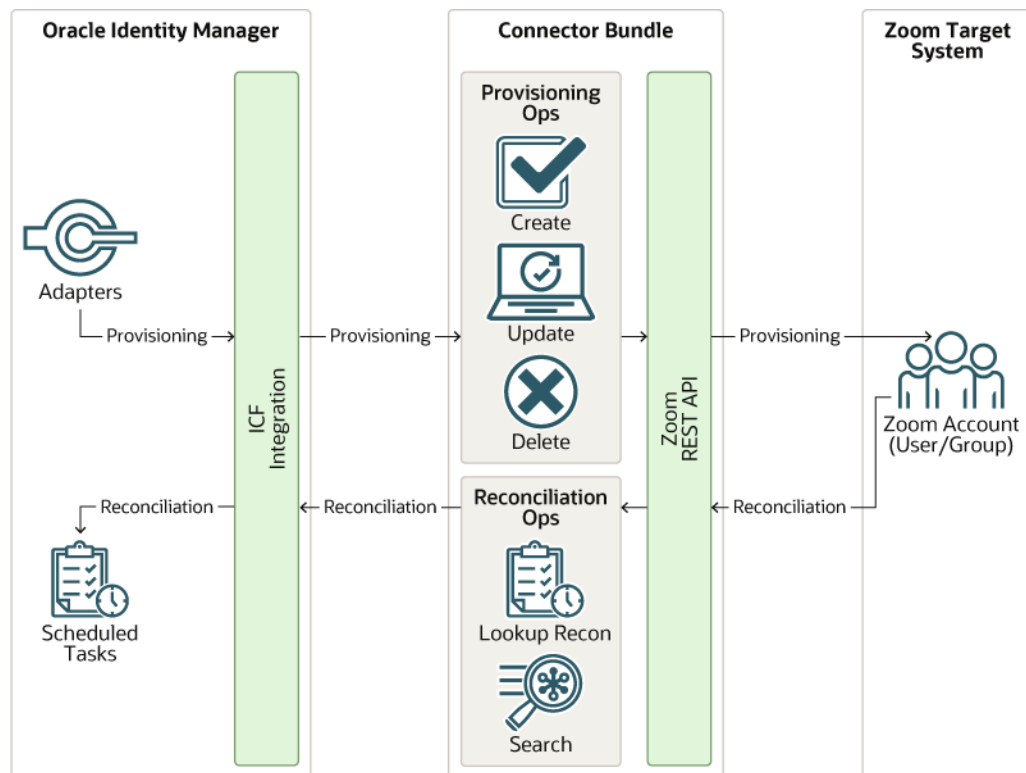 Oracle Identity Manager
Adapters
Provisioning
ICF
Integration
Reconciliation
Scheduled
Tasks
Provisioning
Reconciliation
Connector Bundle
Provisioning
Ops
Create
Update
Delete
Reconciliation
Ops
Lookup Recon
Search
Zoom
REST API
Provisioning
Reconciliation
Zoom Target
System
Zoom Account
(User/Group)